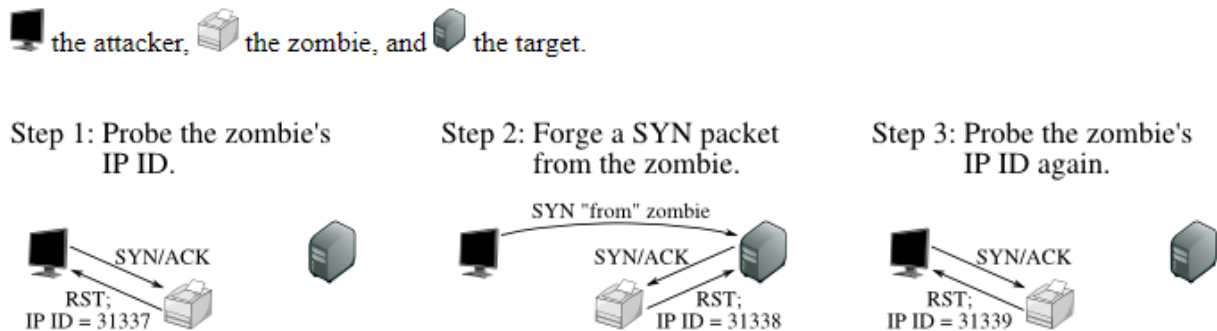 the attacker, the zombie, and the target.
Step 1: Probe the zombie's
IP ID.
SYN/ACK
RST;
IP ID = 31337
Step 2: Forge a SYN packet
from the zombie.
SYN "from" zombie
SYN/ACK
RST;
IP ID = 31338
Step 3: Probe the zombie's
IP ID again.
SYN/ACK
RST;
IP ID = 31339